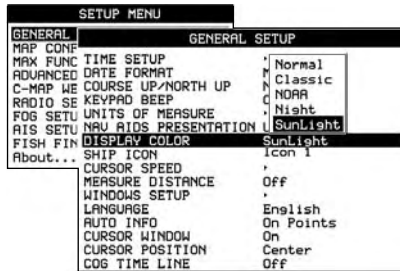 SETUP MENU
GENERAL
MAP CONF
MAX FUNC
ADVANCED
C-MAP WE
RADIO SE
FOG SETU
AIS SETU
FISH FIN
About...
GENERAL SETUP
TIME SETUP
DATE FORMAT
COURSE UP/NORTH UP
KEYPAD BEEP
UNITS OF MEASURE
NAV AIDS PRESENTATION
DISPLAY COLOR SunLight
SHIP ICON Icon 1
CURSOR SPEED
MEASURE DISTANCE Off
WINDOWS SETUP
LANGUAGE English
AUTO INFO On Points
CURSOR WINDOW On
CURSOR POSITION Center
COG TIME LINE Off
Normal
Classic
NOAA
Night
SunLight